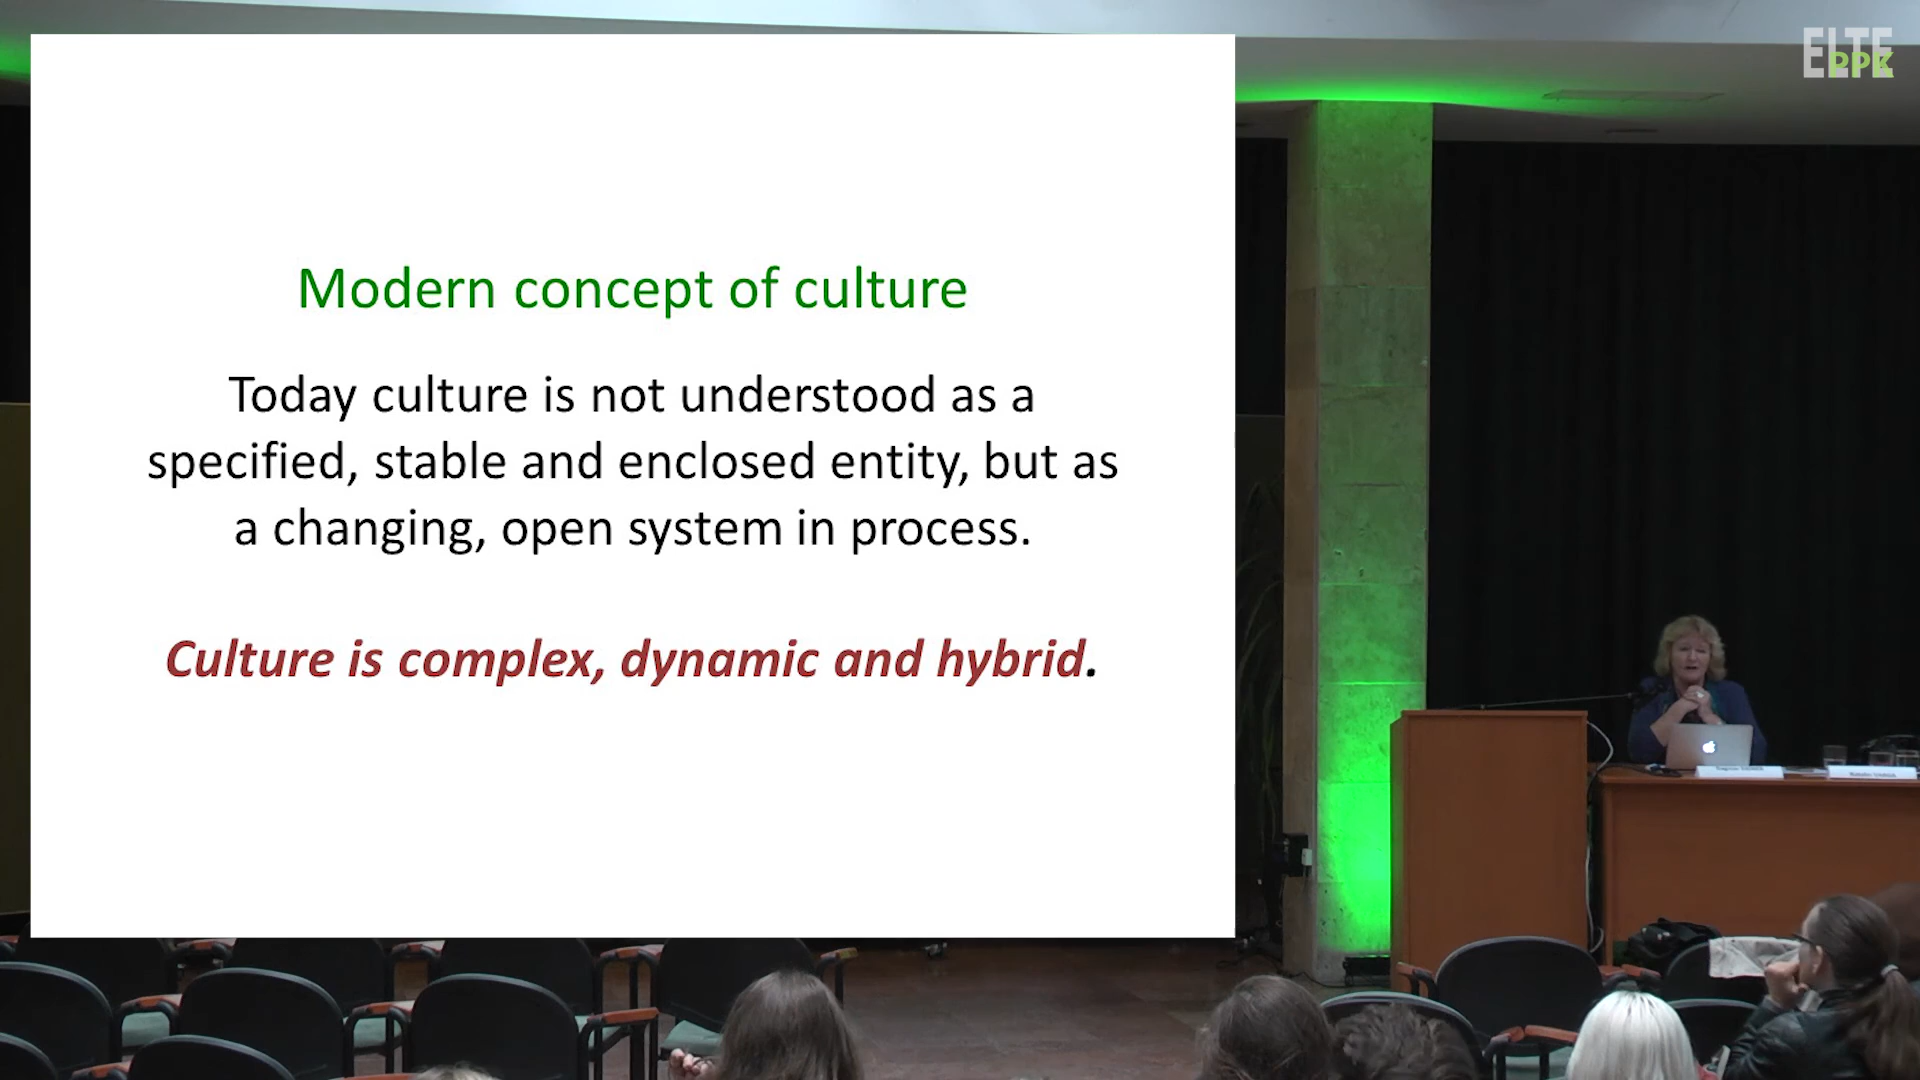 ELTE
PPK
Modern concept of culture
Today culture is not understood as a
specified, stable and enclosed entity, but as
a changing, open system in process.
Culture is complex, dynamic and hybrid.